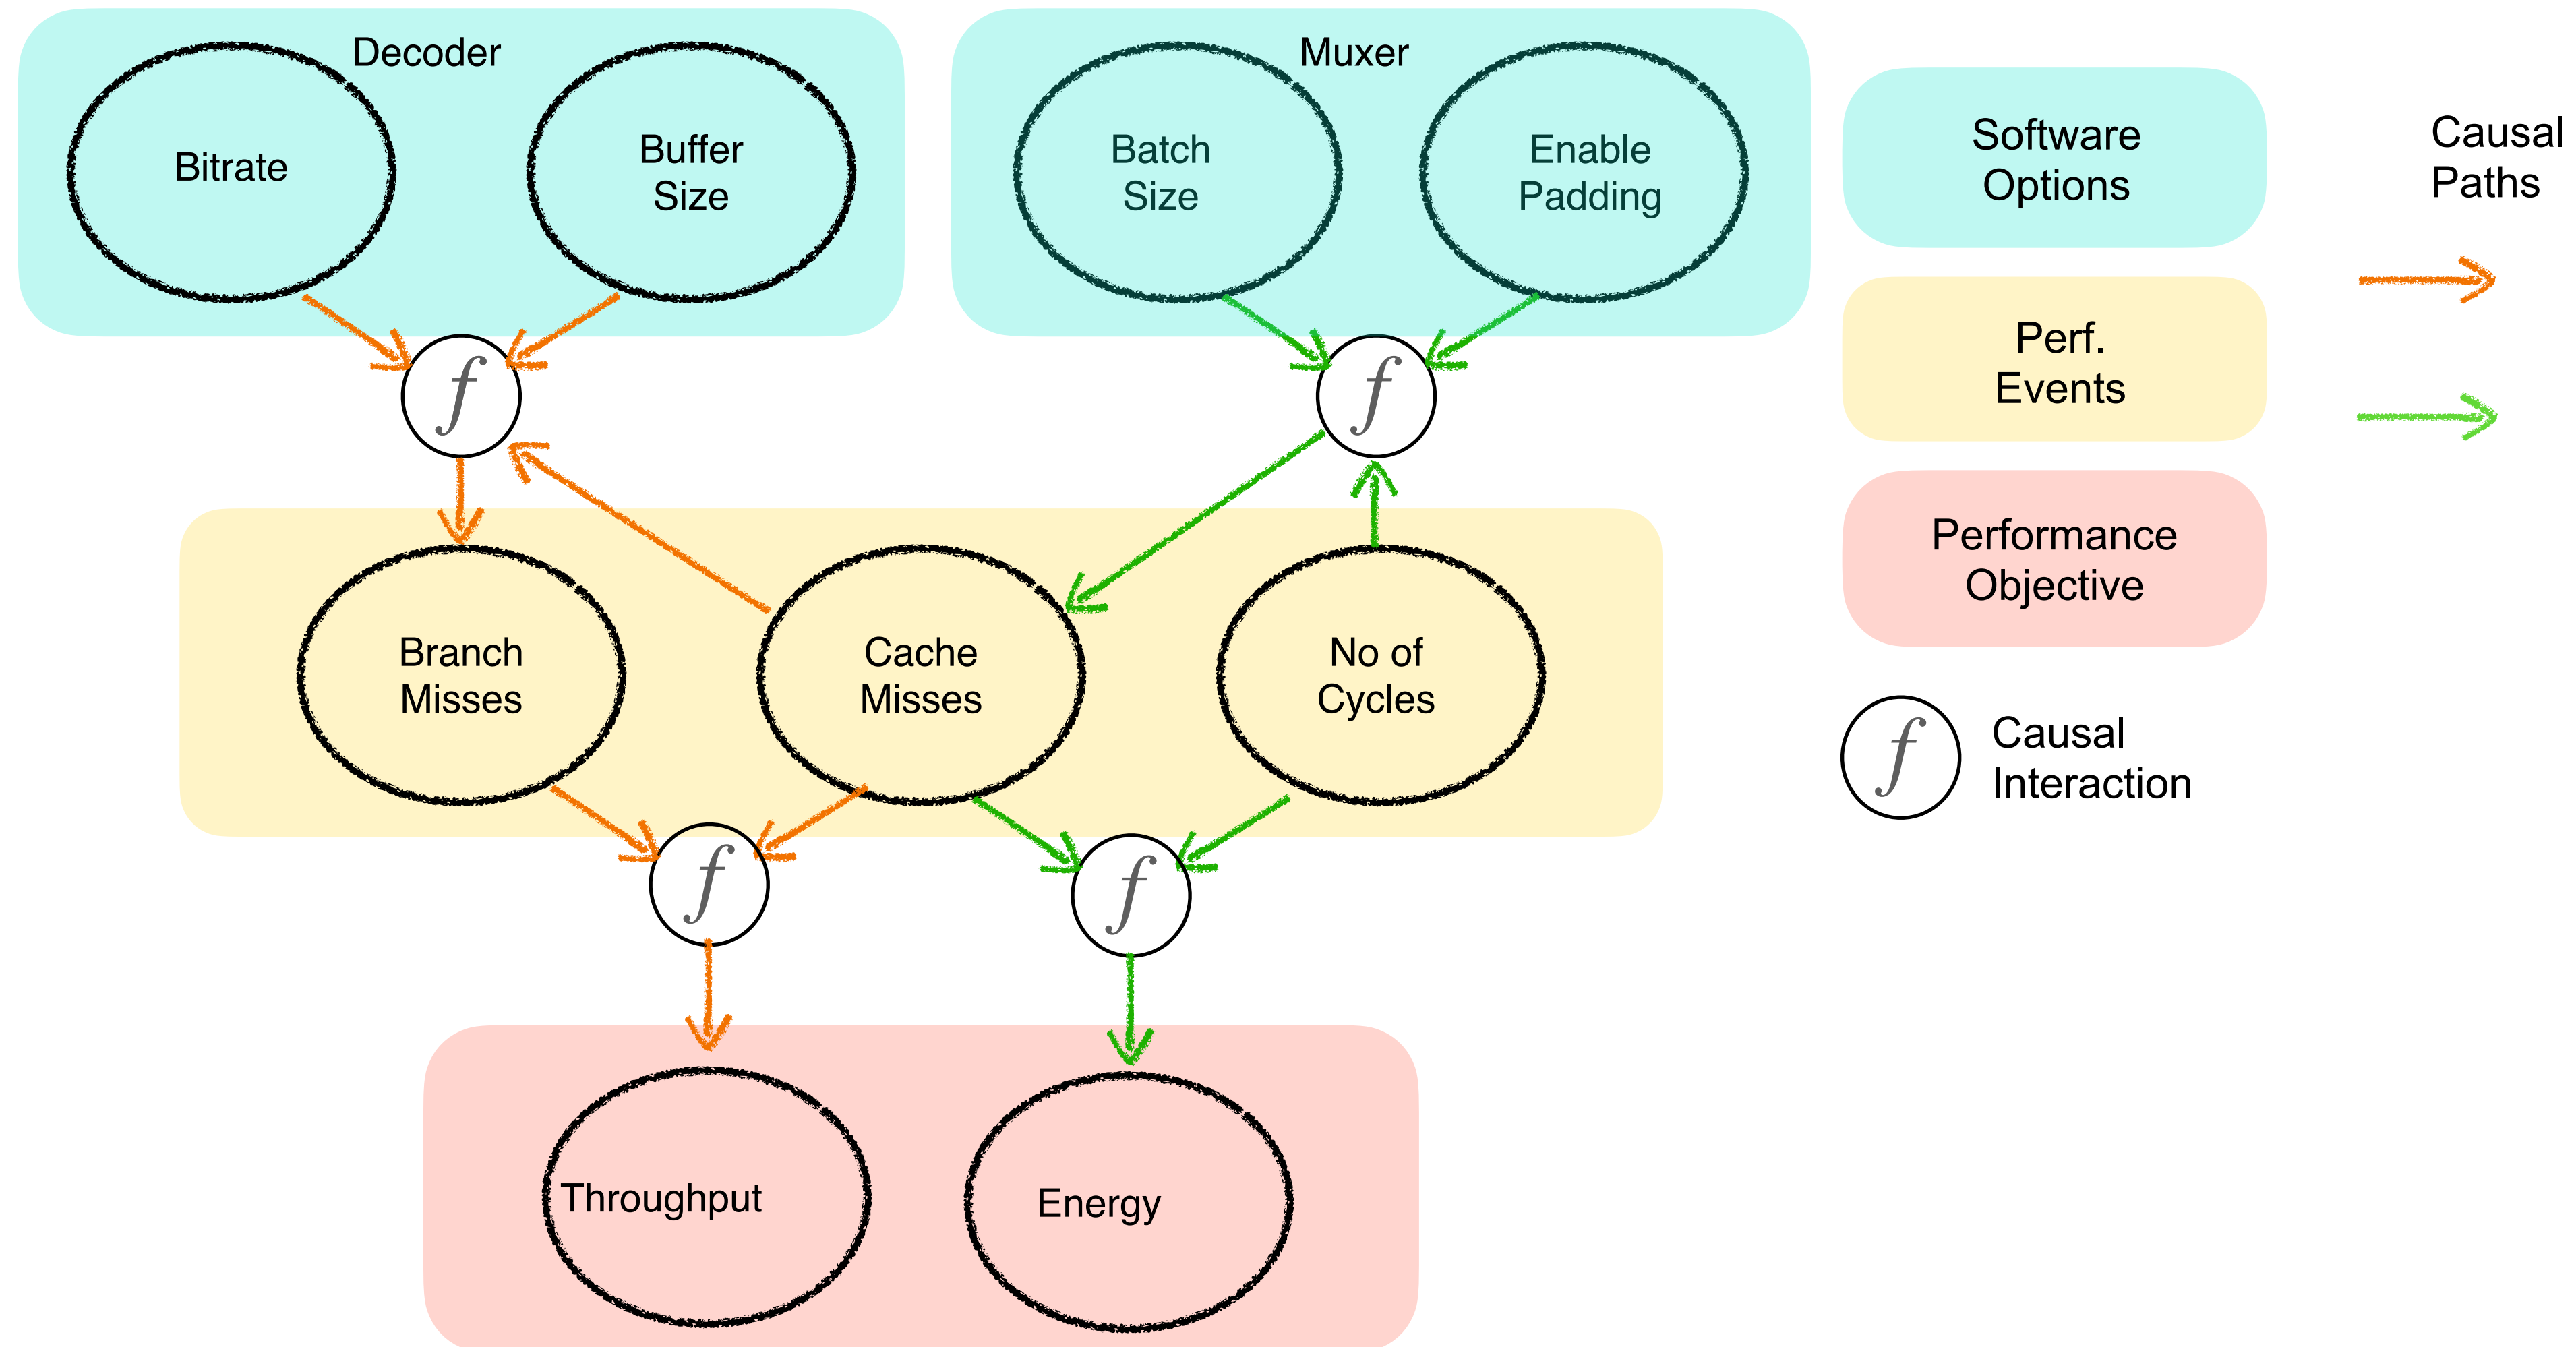 Decoder
Bitrate
Buffer
Size
Muxer
Batch
Size
Enable
Padding
f
f
Branch
Misses
Cache
Misses
No of
Cycles
f
f
Throughput
Energy
Software
Options
Perf.
Events
Performance
Objective
f
Causal
Interaction
Causal
Paths